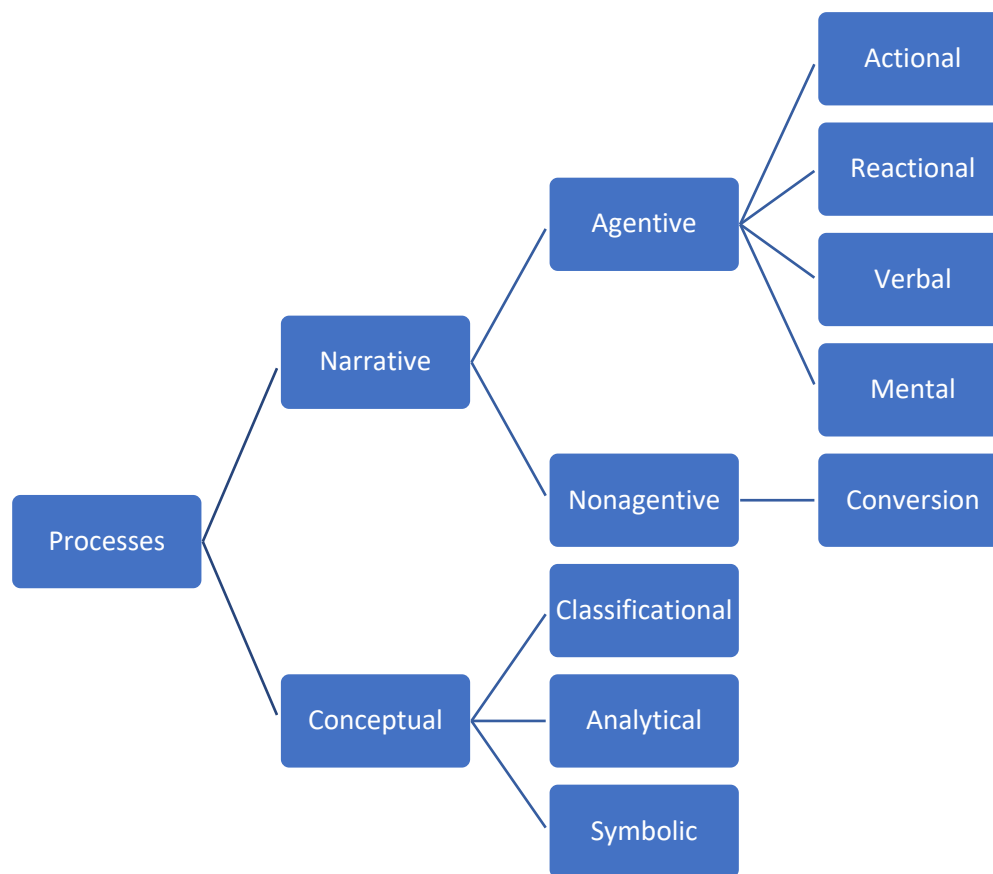 Actional
Reactional
Agentive
Verbal
Narrative
Mental
Nonagentive
Conversion
Processes
Classificational
Conceptual
Analytical
Symbolic